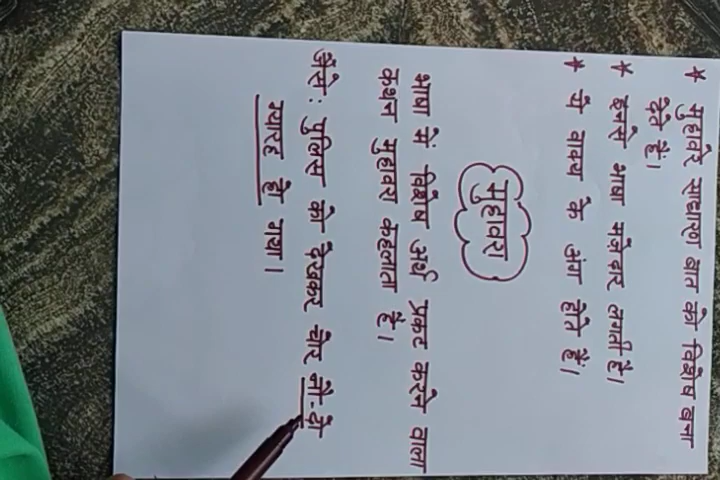 * मुहावरे साधारण बात को विशेष बना
देते हैं।
* इनसे भाषा मज़ेदार लगती है।
* ये वाक्य के अंग होते हैं।
मुहावरा
भाषा में विशेष अर्थ प्रकट करने वाला
कथन मुहावरा कहलाता है।
जैसे : पुलिस को देखकर चोर नौ-दो
ग्यारह हो गया।